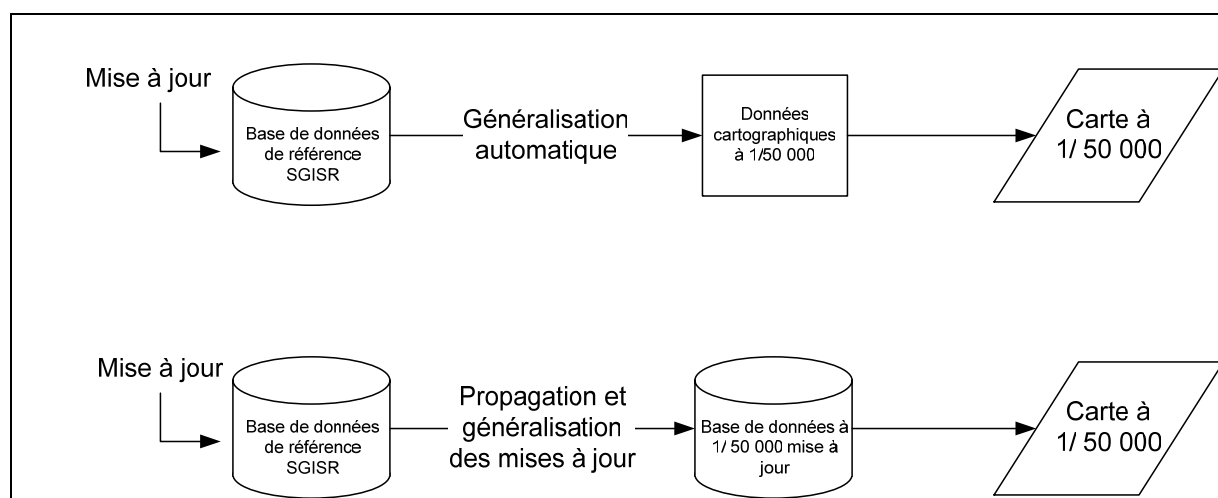 Mise à jour
Base de données
de référence
SGISR
Généralisation
automatique
Données
cartographiques
à 1/50 000
Carte à
1/ 50 000
Mise à jour
Base de données
de référence
SGISR
Propagation et
généralisation
des mises à jour
Base de données à
1/ 50 000 mise à
jour
Carte à
1/ 50 000